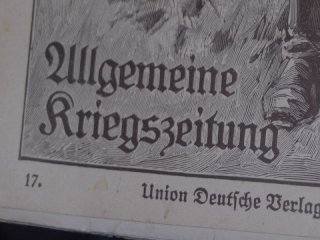 Allgemeine
Kriegszeitung
17.
Union Deutsche Verlag